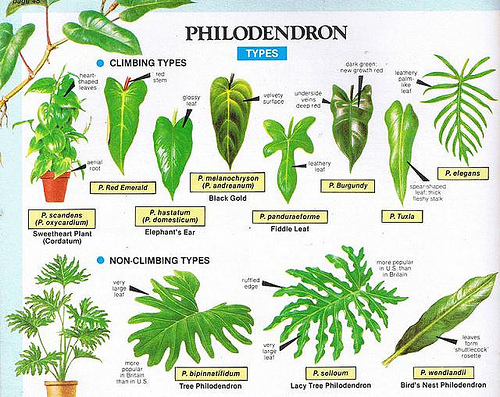 page 48
PHILODENDRON
TYPES
CLIMBING TYPES
heart-
shaped
leaves
red
stem
glossy
leaf
velvety
surface
underside
veins
deep red
dark green:
new growth red
leathery
palm-
like
leaf
aerial
root
leathery
leaf
spear-shaped
leaf, thick
fleshy stalk
P. scandens
(P. oxycardium)
Sweetheart Plant
(Cordatum)
P. Red Emerald
P. hastatum
(P. domesticum)
Elephant's Ear
P. melanochryson
(P. andreanum)
Black Gold
P. panduraeforme
Fiddle Leaf
P. Burgundy
P. Tuxla
P. elegans
NON-CLIMBING TYPES
very
large
leaf
more
popular
in Britain
than in U.S.
ruffled
edge
very
large
leaf
more popular
in U.S. than
in Britain
leaves
form
'shuttlecock'
rosette
P. bipinnatifidum
Tree Philodendron
P. selloum
Lacy Tree Philodendron
P. wendlandii
Bird's Nest Philodendron